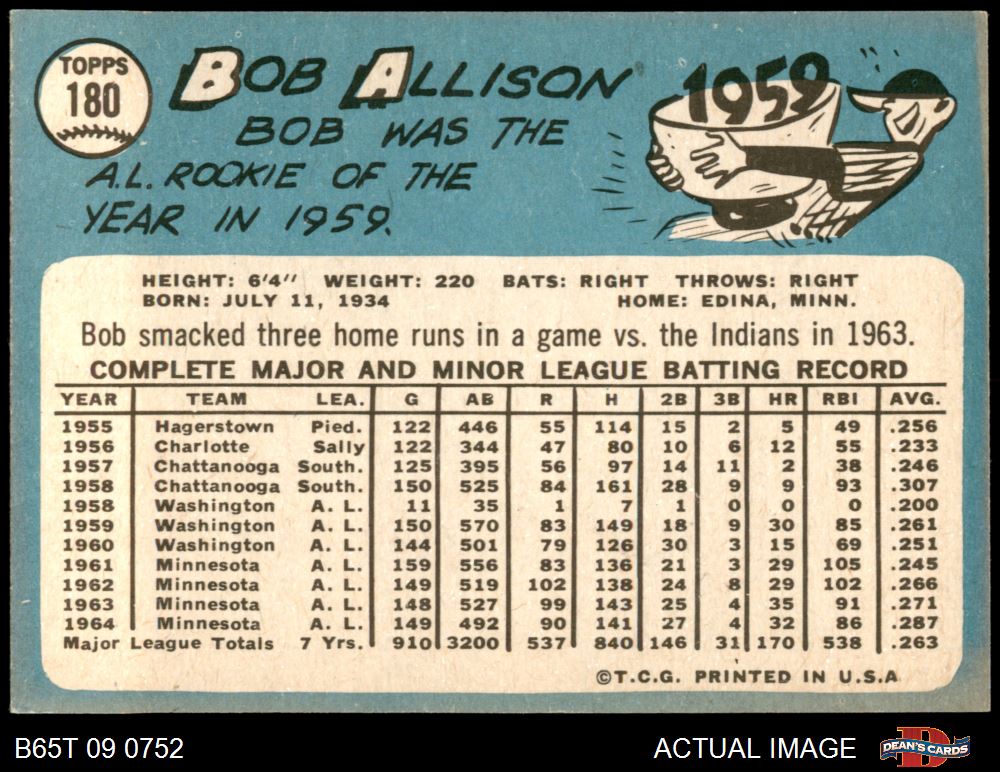 TOPPS
180
BOB ALLISON
BOB WAS THE
A.L. ROOKIE OF THE
YEAR IN 1959.
1959
HEIGHT: 6'4" WEIGHT: 220 BATS: RIGHT THROWS: RIGHT
BORN: JULY 11, 1934 HOME: EDINA, MINN.
Bob smacked three home runs in a game vs. the Indians in 1963.
COMPLETE MAJOR AND MINOR LEAGUE BATTING RECORD
YEAR TEAM LEA. G AB R H 2B 3B HR RBI AVG.
1955 Hagerstown Pied. 122 446 55 114 15 2 5 49 .256
1956 Charlotte Sally 122 344 47 80 10 6 12 55 .233
1957 Chattanooga South. 125 395 56 97 14 11 2 38 .246
1958 Chattanooga South. 150 525 84 161 28 9 9 93 .307
1958 Washington A. L. 11 35 1 7 1 0 0 0 .200
1959 Washington A. L. 150 570 83 149 18 9 30 85 .261
1960 Washington A. L. 144 501 79 126 30 3 15 69 .251
1961 Minnesota A. L. 159 556 83 136 21 3 29 105 .245
1962 Minnesota A. L. 149 519 102 138 24 8 29 102 .266
1963 Minnesota A. L. 148 527 99 143 25 4 35 91 .271
1964 Minnesota A. L. 149 492 90 141 27 4 32 86 .287
Major League Totals 7 Yrs. 910 3200 537 840 146 31 170 538 .263
©T.C.G. PRINTED IN U.S.A
B65T 09 0752 ACTUAL IMAGE DEAN'S CARDS